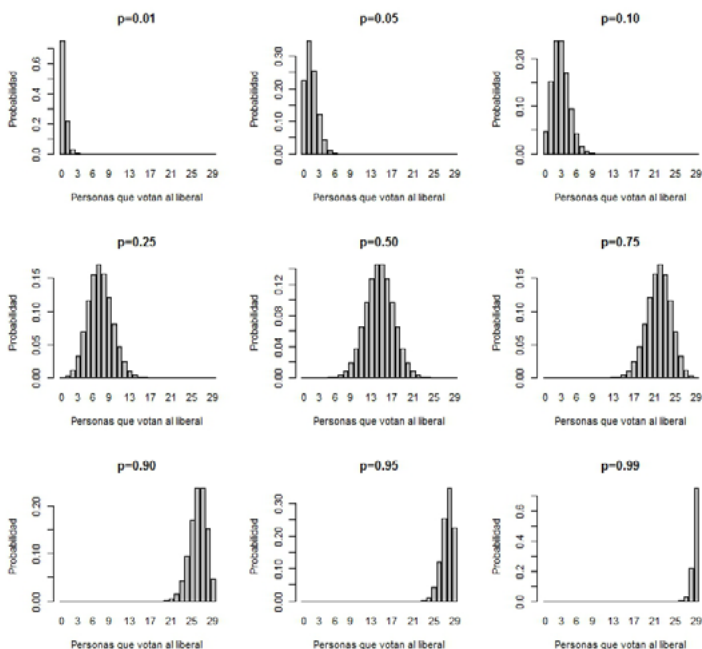 p=0.01
p=0.05
p=0.10
Probabilidad
0.0 0.2 0.6
0 3 6 9 13 17 21 25 29
Personas que votan al liberal
Probabilidad
0.00 0.10 0.20 0.30
0 3 6 9 13 17 21 25 29
Personas que votan al liberal
Probabilidad
0.00 0.10 0.20
0 3 6 9 13 17 21 25 29
Personas que votan al liberal
p=0.25
p=0.50
p=0.75
Probabilidad
0.00 0.05 0.10 0.15
0 3 6 9 13 17 21 25 29
Personas que votan al liberal
Probabilidad
0.00 0.04 0.08 0.12
0 3 6 9 13 17 21 25 29
Personas que votan al liberal
Probabilidad
0.00 0.05 0.10 0.15
0 3 6 9 13 17 21 25 29
Personas que votan al liberal
p=0.90
p=0.95
p=0.99
Probabilidad
0.00 0.10 0.20
0 3 6 9 13 17 21 25 29
Personas que votan al liberal
Probabilidad
0.00 0.10 0.20 0.30
0 3 6 9 13 17 21 25 29
Personas que votan al liberal
Probabilidad
0.0 0.2 0.4 0.6
0 3 6 9 13 17 21 25 29
Personas que votan al liberal